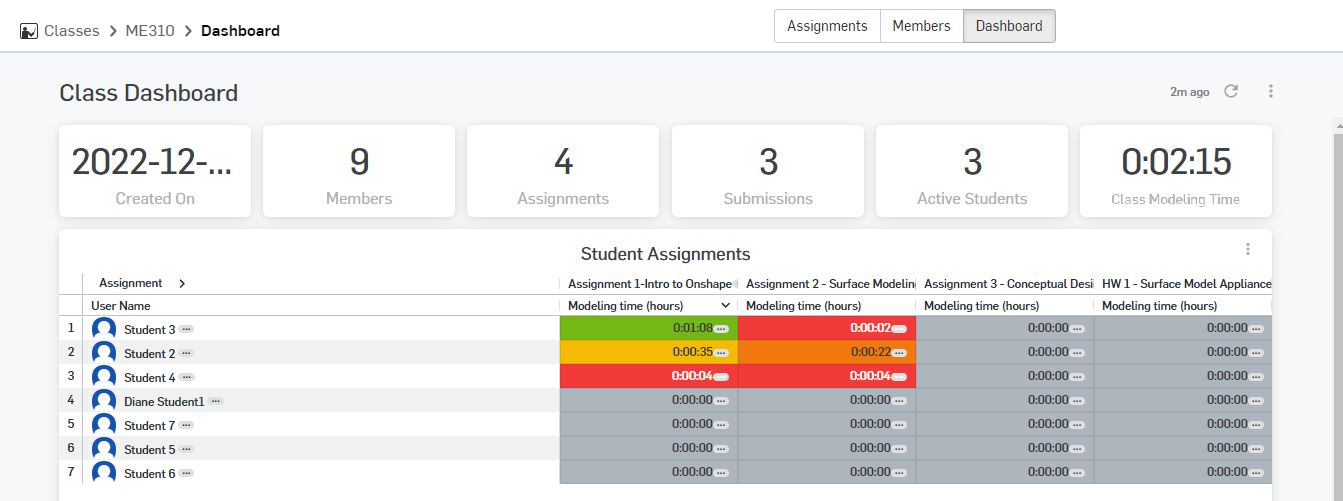 Classes > ME310 > Dashboard
Assignments Members Dashboard
Class Dashboard
2m ago
2022-12-... 9 4 3 3 0:02:15
Created On Members Assignments Submissions Active Students Class Modeling Time
Student Assignments
Assignment > Assignment 1-Intro to Onshape Assignment 2 - Surface Modeling Assignment 3 - Conceptual Desi HW 1 - Surface Model Appliance
User Name Modeling time (hours) Modeling time (hours) Modeling time (hours) Modeling time (hours)
1 Student 3 ... 0:01:08 ... 0:00:02 ... 0:00:00 ... 0:00:00 ...
2 Student 2 ... 0:00:35 ... 0:00:22 ... 0:00:00 ... 0:00:00 ...
3 Student 4 ... 0:00:04 ... 0:00:04 ... 0:00:00 ... 0:00:00 ...
4 Diane Student1 ... 0:00:00 ... 0:00:00 ... 0:00:00 ... 0:00:00 ...
5 Student 7 ... 0:00:00 ... 0:00:00 ... 0:00:00 ... 0:00:00 ...
6 Student 5 ... 0:00:00 ... 0:00:00 ... 0:00:00 ... 0:00:00 ...
7 Student 6 ... 0:00:00 ... 0:00:00 ... 0:00:00 ... 0:00:00 ...